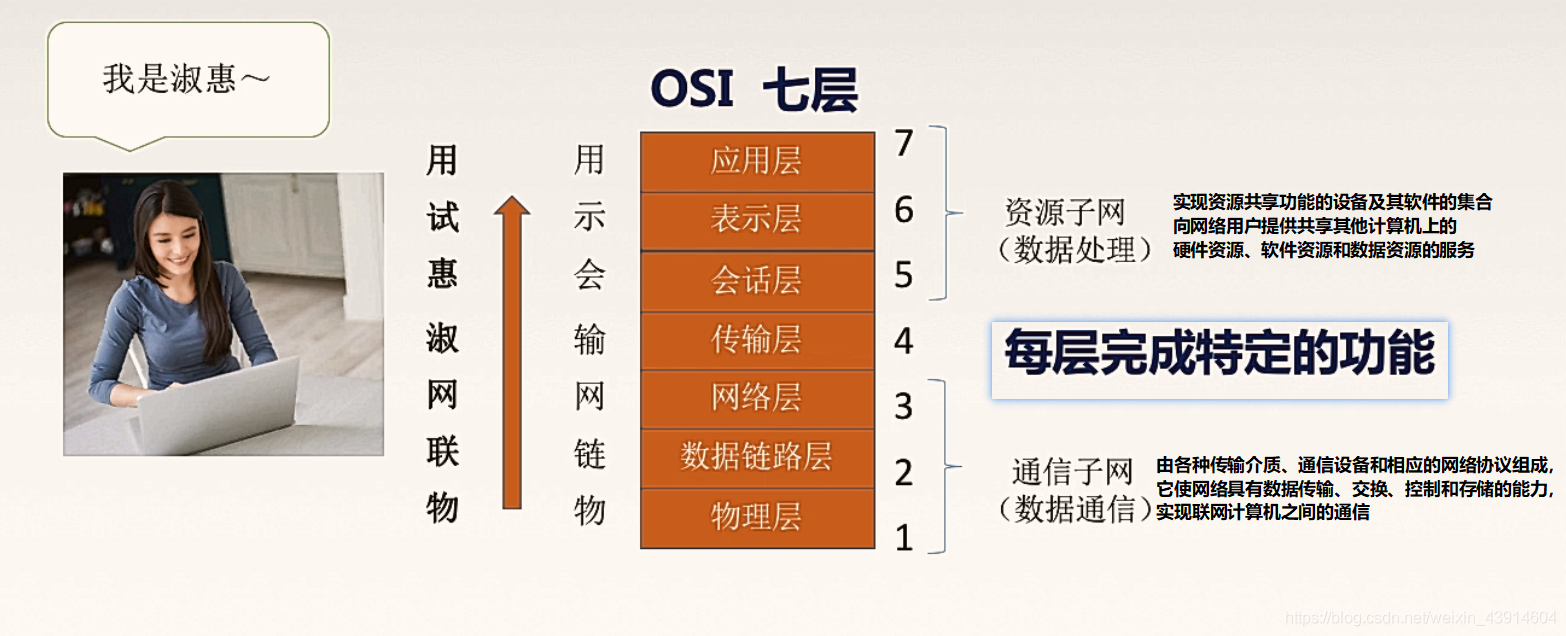 我是淑惠～
OSI 七层
用
试
惠
淑
网
联
物
用
示
会
输
网
链
物
应用层
表示层
会话层
传输层
网络层
数据链路层
物理层
7
6
5
4
3
2
1
资源子网
（数据处理）
实现资源共享功能的设备及其软件的集合
向网络用户提供共享其他计算机上的
硬件资源、软件资源和数据资源的服务
每层完成特定的功能
通信子网
（数据通信）
由各种传输介质、通信设备和相应的网络协议组成，
它使网络具有数据传输、交换、控制和存储的能力，
实现联网计算机之间的通信
https://blog.csdn.net/weixin_43914604